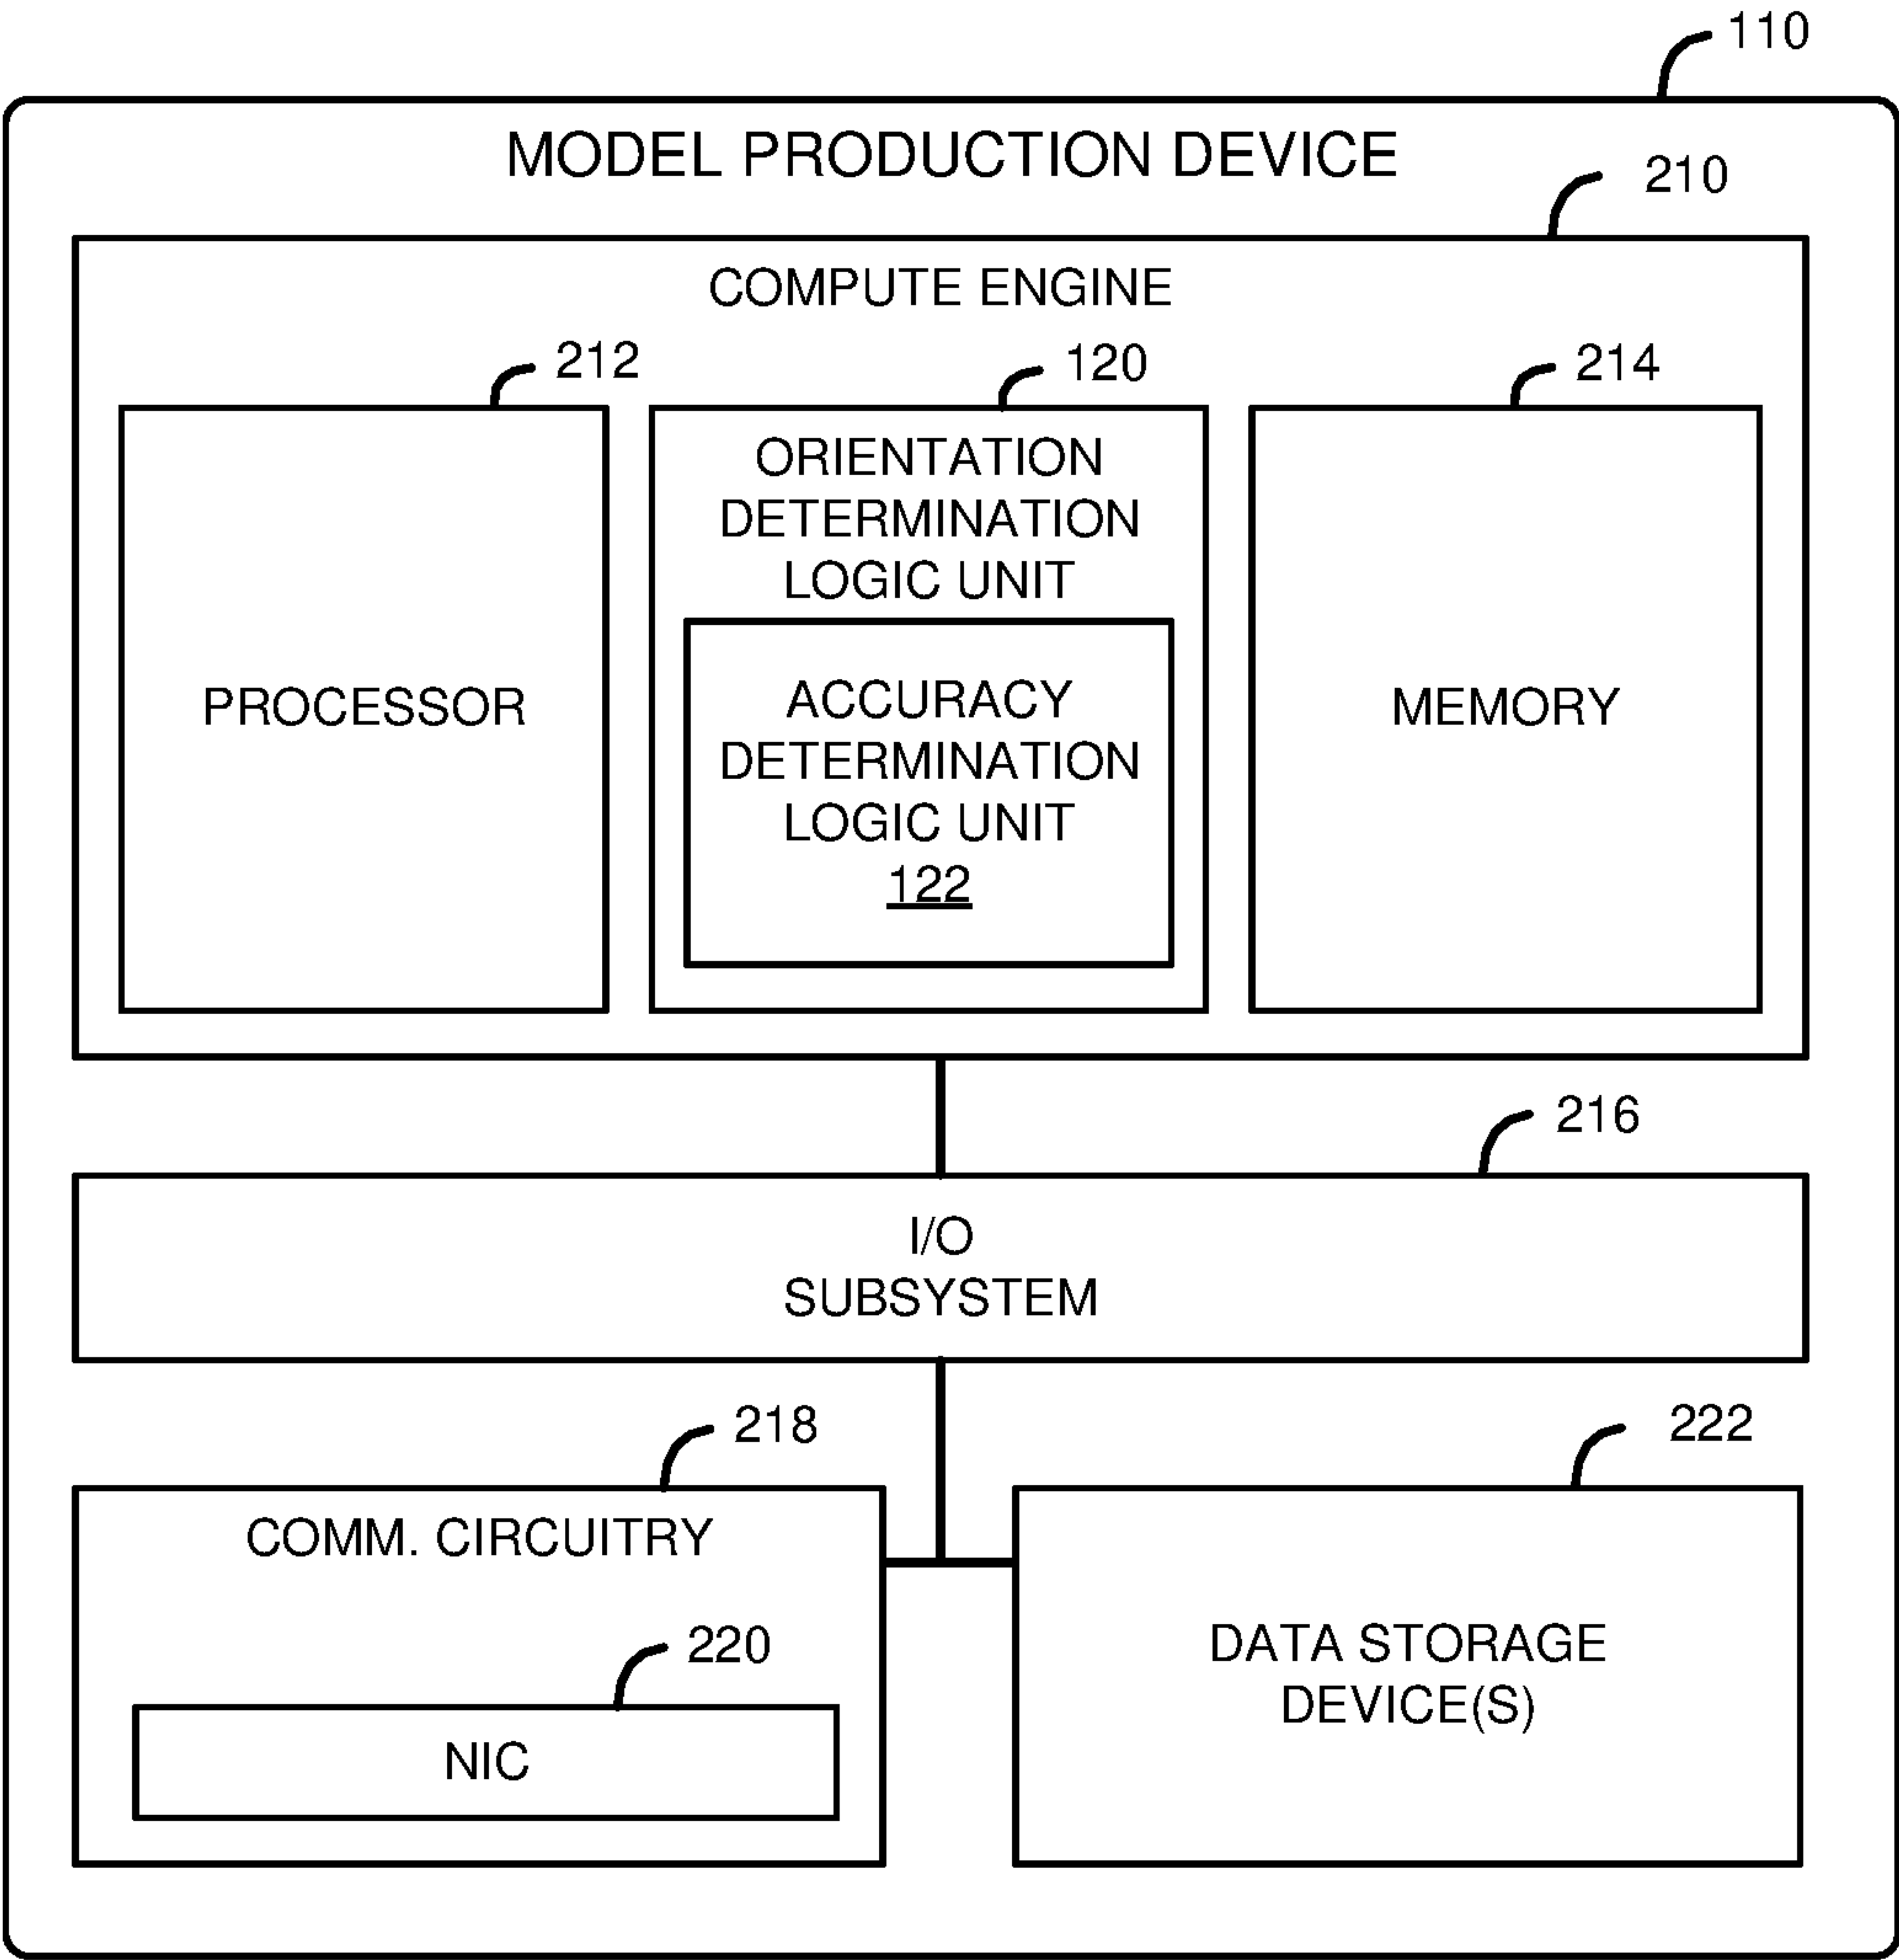 110
MODEL PRODUCTION DEVICE
210
COMPUTE ENGINE
212
120
214
PROCESSOR
ORIENTATION
DETERMINATION
LOGIC UNIT
ACCURACY
DETERMINATION
LOGIC UNIT
122
MEMORY
216
I/O
SUBSYSTEM
218
222
COMM. CIRCUITRY
220
NIC
DATA STORAGE
DEVICE(S)